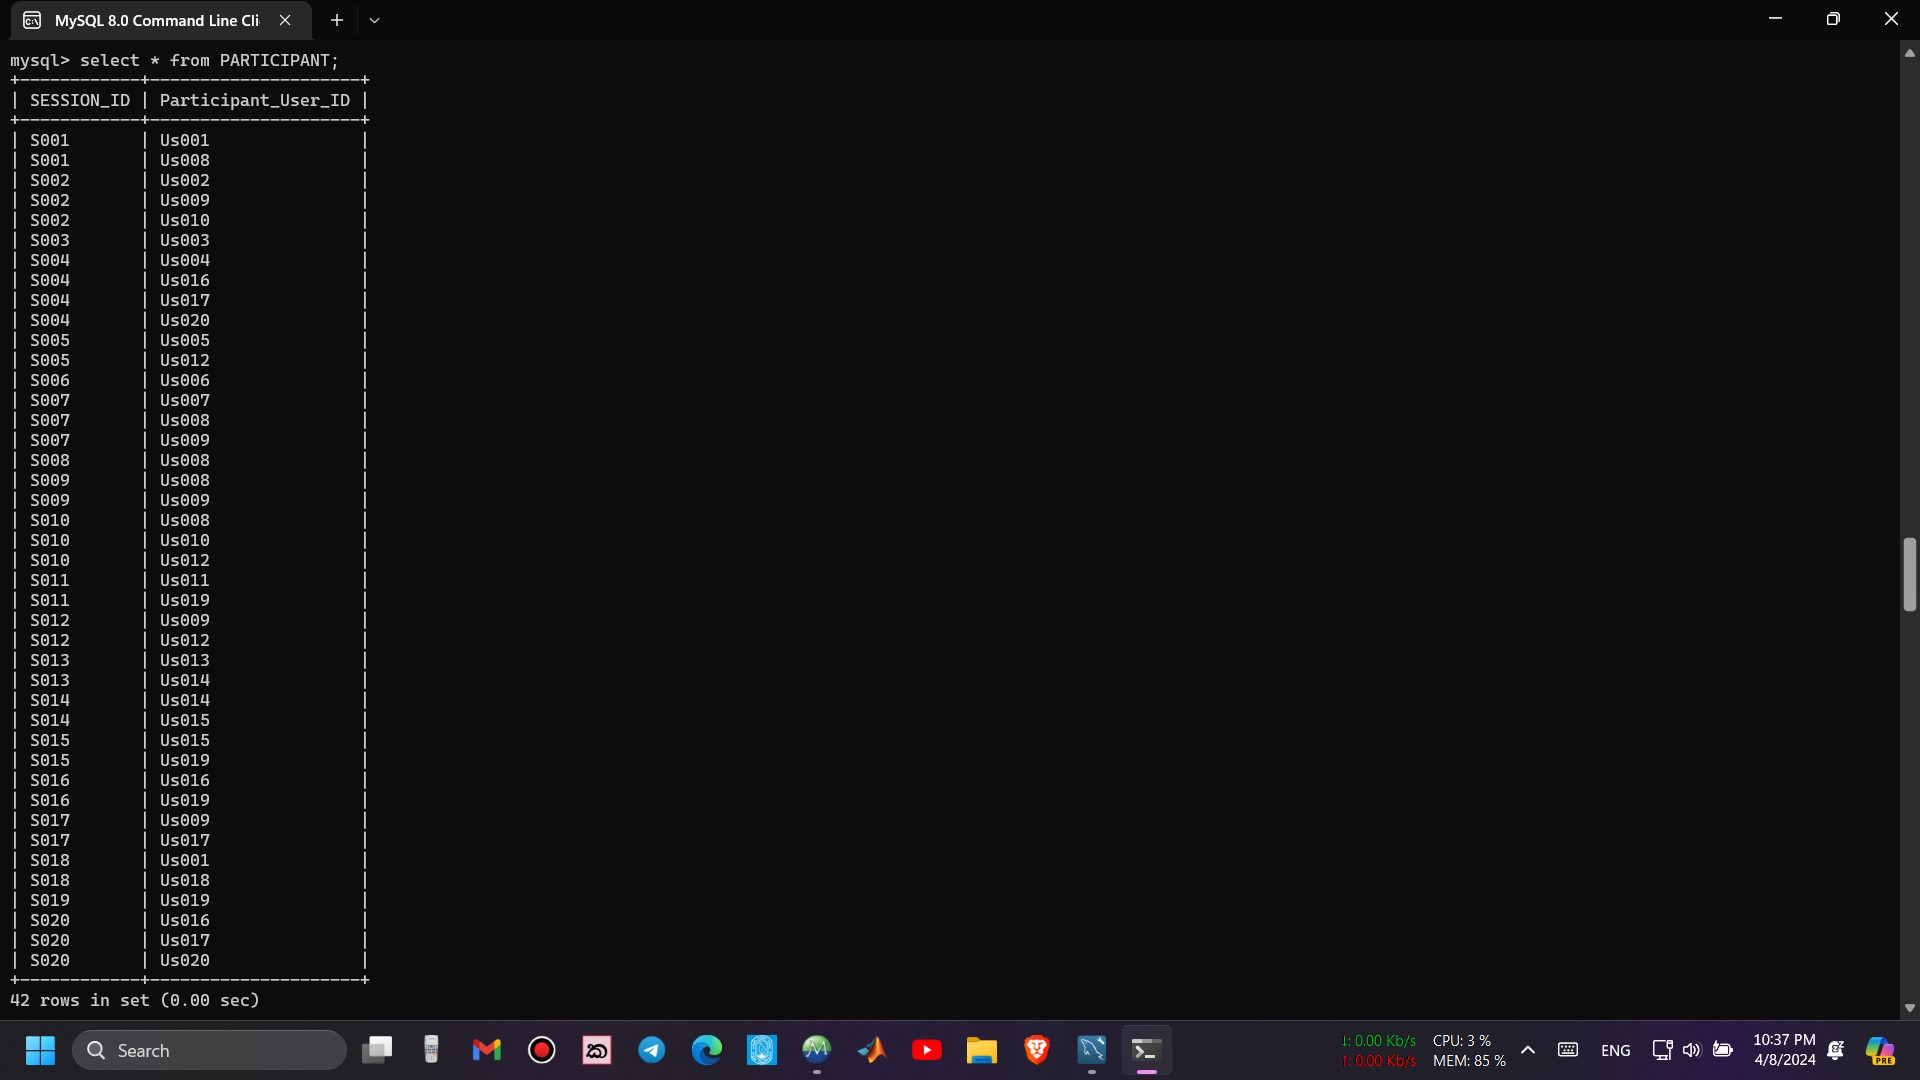 MySQL 8.0 Command Line Cli
mysql> select * from PARTICIPANT;
+------------+---------------------+
| SESSION_ID | Participant_User_ID |
+------------+---------------------+
| S001       | Us001               |
| S001       | Us008               |
| S002       | Us002               |
| S002       | Us009               |
| S002       | Us010               |
| S003       | Us003               |
| S004       | Us004               |
| S004       | Us016               |
| S004       | Us017               |
| S004       | Us020               |
| S005       | Us005               |
| S005       | Us012               |
| S006       | Us006               |
| S007       | Us007               |
| S007       | Us008               |
| S007       | Us009               |
| S008       | Us008               |
| S009       | Us008               |
| S009       | Us009               |
| S010       | Us008               |
| S010       | Us010               |
| S010       | Us012               |
| S011       | Us011               |
| S011       | Us019               |
| S012       | Us009               |
| S012       | Us012               |
| S013       | Us013               |
| S013       | Us014               |
| S014       | Us014               |
| S014       | Us015               |
| S015       | Us015               |
| S015       | Us019               |
| S016       | Us016               |
| S016       | Us019               |
| S017       | Us009               |
| S017       | Us017               |
| S018       | Us001               |
| S018       | Us018               |
| S019       | Us019               |
| S020       | Us016               |
| S020       | Us017               |
| S020       | Us020               |
+------------+---------------------+
42 rows in set (0.00 sec)
Search
↓: 0.00 Kb/s CPU: 3 %
↑: 0.00 Kb/s MEM: 85 %
ENG
10:37 PM
4/8/2024
PRE